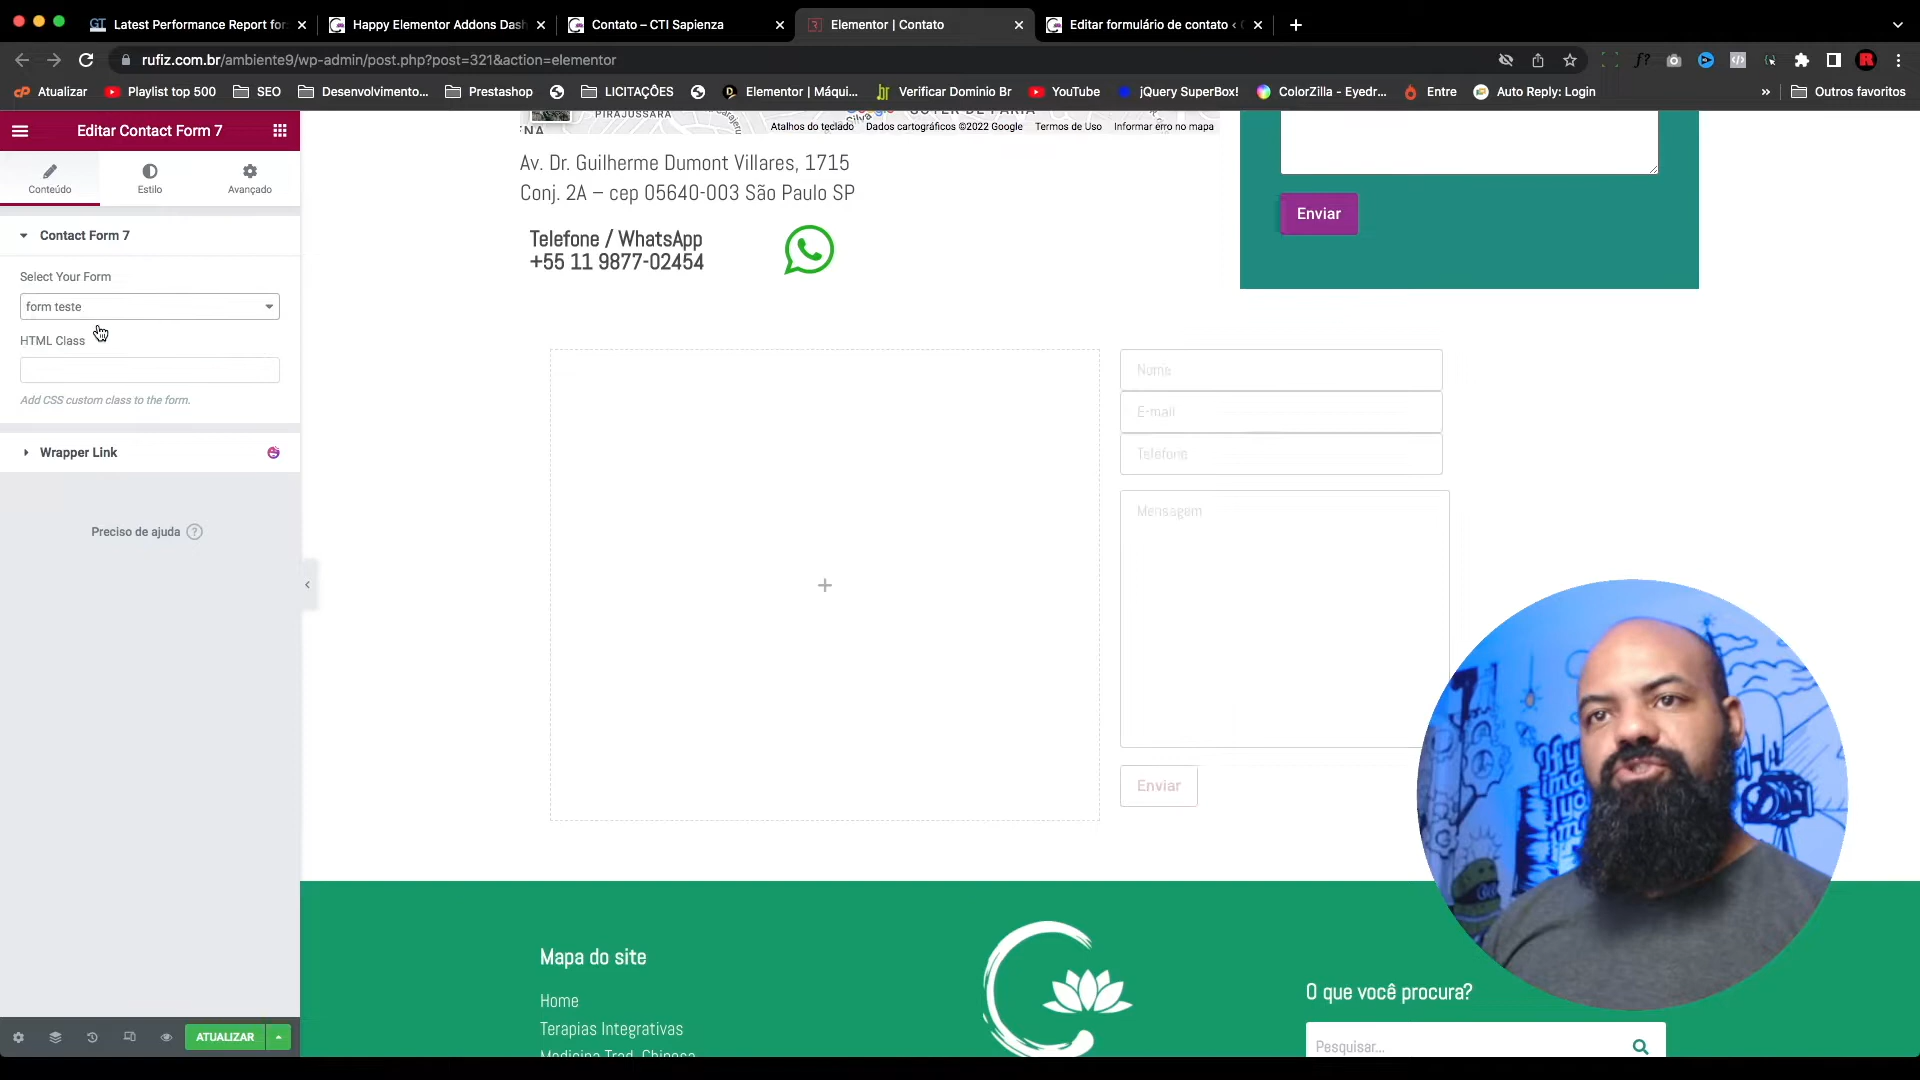 Latest Performance Report for:
Happy Elementor Addons Dash
Contato – CTI Sapienza
Elementor | Contato
Editar formulário de contato ‹
rufiz.com.br/ambiente9/wp-admin/post.php?post=321&action=elementor
Atualizar
Playlist top 500
SEO
Desenvolvimento...
Prestashop
LICITAÇÕES
Elementor | Máqui...
Verificar Dominio Br
YouTube
jQuery SuperBox!
ColorZilla - Eyedr...
Entre
Auto Reply: Login
»
Outros favoritos
Editar Contact Form 7
Conteúdo
Estilo
Avançado
Contact Form 7
Select Your Form
form teste
HTML Class
Add CSS custom class to the form.
Wrapper Link
Preciso de ajuda
ATUALIZAR
PIRAJUSSARA
Atalhos do teclado
Dados cartográficos ©2022 Google
Termos de Uso
Informar erro no mapa
Av. Dr. Guilherme Dumont Villares, 1715
Conj. 2A – cep 05640-003 São Paulo SP
Telefone / WhatsApp
+55 11 9877-02454
Enviar
Nome
E-mail
Telefone
Mensagem
Enviar
Mapa do site
Home
Terapias Integrativas
Medicina Trad. Chinesa
O que você procura?
Pesquisar...